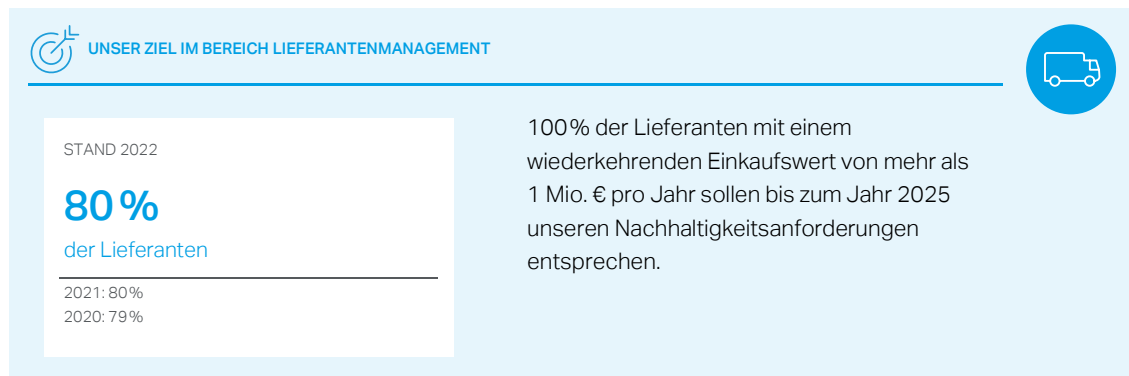 UNSER ZIEL IM BEREICH LIEFERANTENMANAGEMENT
STAND 2022
80 %
der Lieferanten
2021: 80 %
2020: 79 %
100 % der Lieferanten mit einem
wiederkehrenden Einkaufswert von mehr als
1 Mio. € pro Jahr sollen bis zum Jahr 2025
unseren Nachhaltigkeitsanforderungen
entsprechen.